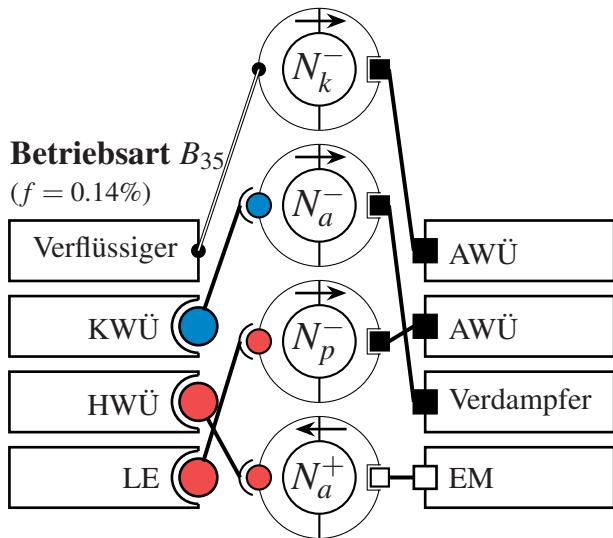 N_k^-
Betriebsart B_35
(f = 0.14%)
N_a^-
Verflüssiger
AWÜ
KWÜ
N_p^-
AWÜ
HWÜ
Verdampfer
LE
N_a^+
EM